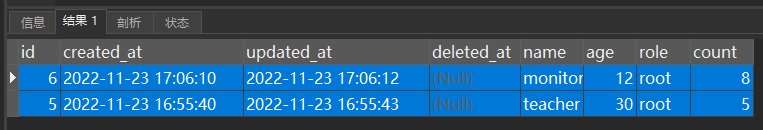 信息 结果 1 剖析 状态
id created_at updated_at deleted_at name age role count
6 2022-11-23 17:06:10 2022-11-23 17:06:12 (Null) monitor 12 root 8
5 2022-11-23 16:55:40 2022-11-23 16:55:43 (Null) teacher 30 root 5